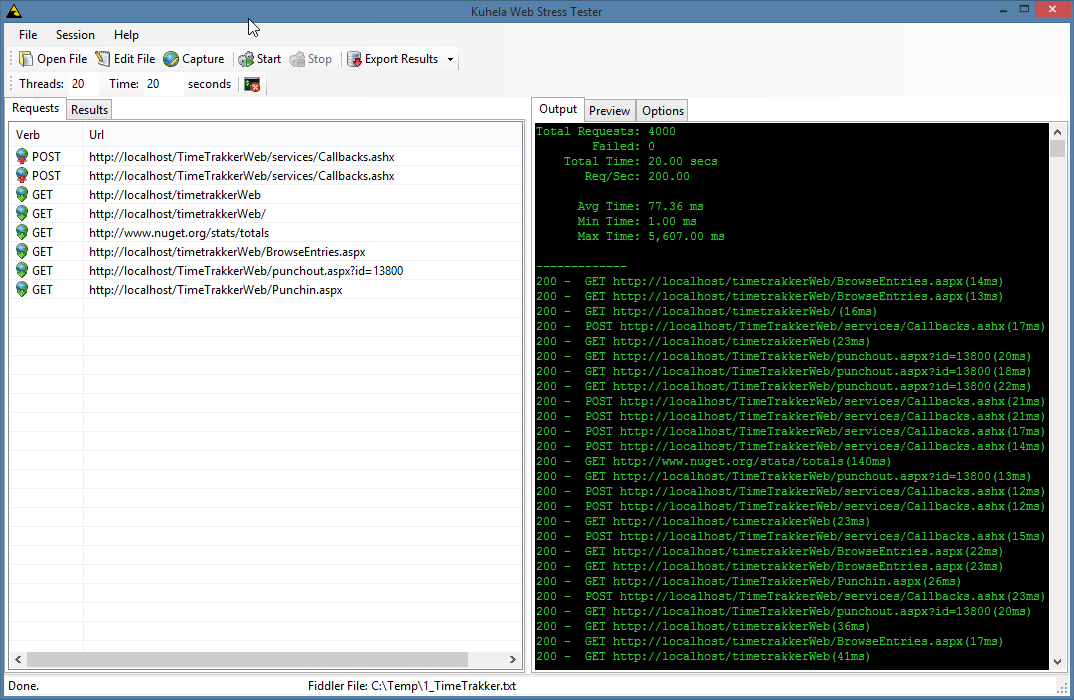 Kuhela Web Stress Tester
File Session Help
Open File Edit File Capture Start Stop Export Results
Threads: 20 Time: 20 seconds
Requests Results
Verb Url
POST http://localhost/TimeTrakkerWeb/services/Callbacks.ashx
POST http://localhost/TimeTrakkerWeb/services/Callbacks.ashx
GET http://localhost/timetrakkerWeb
GET http://localhost/timetrakkerWeb/
GET http://www.nuget.org/stats/totals
GET http://localhost/timetrakkerWeb/BrowseEntries.aspx
GET http://localhost/TimeTrakkerWeb/punchout.aspx?id=13800
GET http://localhost/TimeTrakkerWeb/Punchin.aspx
Output Preview Options
Total Requests: 4000
Failed: 0
Total Time: 20.00 secs
Req/Sec: 200.00
Avg Time: 77.36 ms
Min Time: 1.00 ms
Max Time: 5,607.00 ms
-------------
200 - GET http://localhost/timetrakkerWeb/BrowseEntries.aspx(14ms)
200 - GET http://localhost/timetrakkerWeb/BrowseEntries.aspx(13ms)
200 - GET http://localhost/timetrakkerWeb/(16ms)
200 - POST http://localhost/TimeTrakkerWeb/services/Callbacks.ashx(17ms)
200 - GET http://localhost/timetrakkerWeb(23ms)
200 - GET http://localhost/TimeTrakkerWeb/punchout.aspx?id=13800(20ms)
200 - GET http://localhost/TimeTrakkerWeb/punchout.aspx?id=13800(18ms)
200 - GET http://localhost/TimeTrakkerWeb/punchout.aspx?id=13800(22ms)
200 - POST http://localhost/TimeTrakkerWeb/services/Callbacks.ashx(21ms)
200 - POST http://localhost/TimeTrakkerWeb/services/Callbacks.ashx(21ms)
200 - POST http://localhost/TimeTrakkerWeb/services/Callbacks.ashx(17ms)
200 - POST http://localhost/TimeTrakkerWeb/services/Callbacks.ashx(14ms)
200 - GET http://www.nuget.org/stats/totals(140ms)
200 - GET http://localhost/TimeTrakkerWeb/punchout.aspx?id=13800(13ms)
200 - POST http://localhost/TimeTrakkerWeb/services/Callbacks.ashx(12ms)
200 - POST http://localhost/TimeTrakkerWeb/services/Callbacks.ashx(12ms)
200 - GET http://localhost/timetrakkerWeb(23ms)
200 - POST http://localhost/TimeTrakkerWeb/services/Callbacks.ashx(15ms)
200 - GET http://localhost/timetrakkerWeb/BrowseEntries.aspx(22ms)
200 - GET http://localhost/timetrakkerWeb/BrowseEntries.aspx(23ms)
200 - GET http://localhost/TimeTrakkerWeb/Punchin.aspx(26ms)
200 - POST http://localhost/TimeTrakkerWeb/services/Callbacks.ashx(23ms)
200 - GET http://localhost/TimeTrakkerWeb/punchout.aspx?id=13800(20ms)
200 - GET http://localhost/timetrakkerWeb(36ms)
200 - GET http://localhost/timetrakkerWeb/BrowseEntries.aspx(17ms)
200 - GET http://localhost/timetrakkerWeb(41ms)
Done. Fiddler File: C:\Temp\1_TimeTrakker.txt